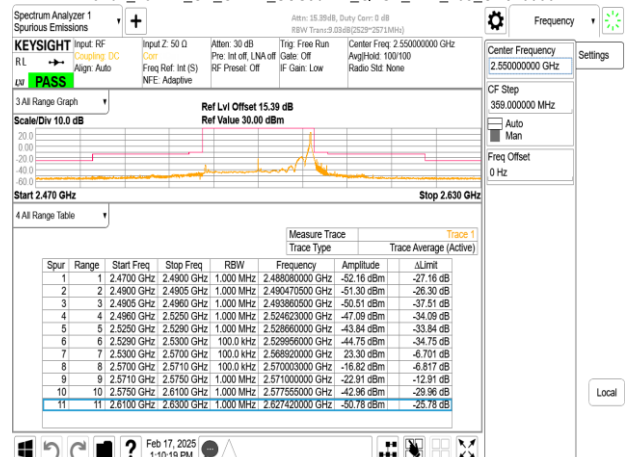 Spectrum Analyzer 1
Spurious Emissions
Attn: 15.39dB, Duty Corr: 0 dB
RBW Trans:9.03dB(2529~2571MHz)
Frequency
KEYSIGHT
Input: RF
Input Z: 50 Ω
Atten: 30 dB
Trig: Free Run
Center Freq: 2.550000000 GHz
RL
Coupling: DC
Corr
Pre: Int off, LNA off
Gate: Off
Avg|Hold: 100/100
Align: Auto
Freq Ref: Int (S)
RF Presel: Off
IF Gain: Low
Radio Std: None
LXI
PASS
NFE: Adaptive
Center Frequency
2.550000000 GHz
Settings
CF Step
359.000000 MHz
Auto
Man
Freq Offset
0 Hz
3 All Range Graph
Ref Lvl Offset 15.39 dB
Scale/Div 10.0 dB
Ref Value 30.00 dBm
20.0
0.00
-20.0
-40.0
-60.0
Start 2.470 GHz
Stop 2.630 GHz
4 All Range Table
Measure Trace
Trace 1
Trace Type
Trace Average (Active)
Spur Range Start Freq Stop Freq RBW Frequency Amplitude ΔLimit
1 1 2.4700 GHz 2.4900 GHz 1.000 MHz 2.488080000 GHz -52.16 dBm -27.16 dB
2 2 2.4900 GHz 2.4905 GHz 1.000 MHz 2.490470500 GHz -51.30 dBm -26.30 dB
3 3 2.4905 GHz 2.4960 GHz 1.000 MHz 2.493860500 GHz -50.51 dBm -37.51 dB
4 4 2.4960 GHz 2.5250 GHz 1.000 MHz 2.524623000 GHz -47.09 dBm -34.09 dB
5 5 2.5250 GHz 2.5290 GHz 1.000 MHz 2.528660000 GHz -43.84 dBm -33.84 dB
6 6 2.5290 GHz 2.5300 GHz 100.0 kHz 2.529956000 GHz -44.75 dBm -34.75 dB
7 7 2.5300 GHz 2.5700 GHz 100.0 kHz 2.568920000 GHz 23.30 dBm -6.701 dB
8 8 2.5700 GHz 2.5710 GHz 100.0 kHz 2.570003000 GHz -16.82 dBm -6.817 dB
9 9 2.5710 GHz 2.5750 GHz 1.000 MHz 2.571000000 GHz -22.91 dBm -12.91 dB
10 10 2.5750 GHz 2.6100 GHz 1.000 MHz 2.577555000 GHz -42.96 dBm -29.96 dB
11 11 2.6100 GHz 2.6300 GHz 1.000 MHz 2.627420000 GHz -50.78 dBm -25.78 dB
Local
?
Feb 17, 2025
1:10:19 PM